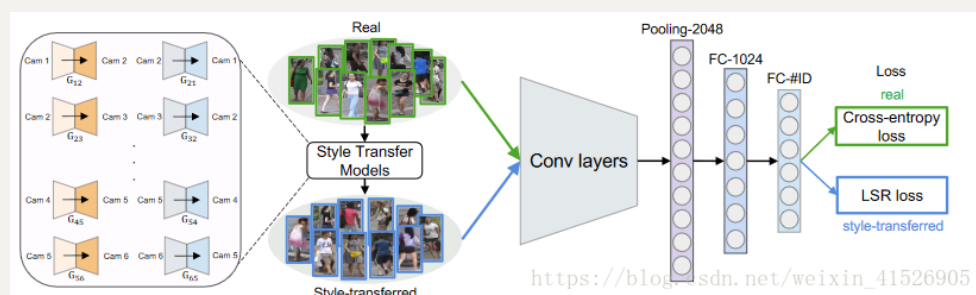 Cam 1
G12
Cam 2
Cam 2
G21
Cam 1
Cam 2
G23
Cam 3
Cam 3
G32
Cam 2
Cam 4
G45
Cam 5
Cam 5
G54
Cam 4
Cam 5
G56
Cam 6
Cam 6
G65
Cam 5
Real
Style Transfer
Models
Style-transferred
Conv layers
Pooling-2048
FC-1024
FC-#ID
Loss
real
Cross-entropy
loss
LSR loss
style-transferred
https://blog.csdn.net/weixin_41526905